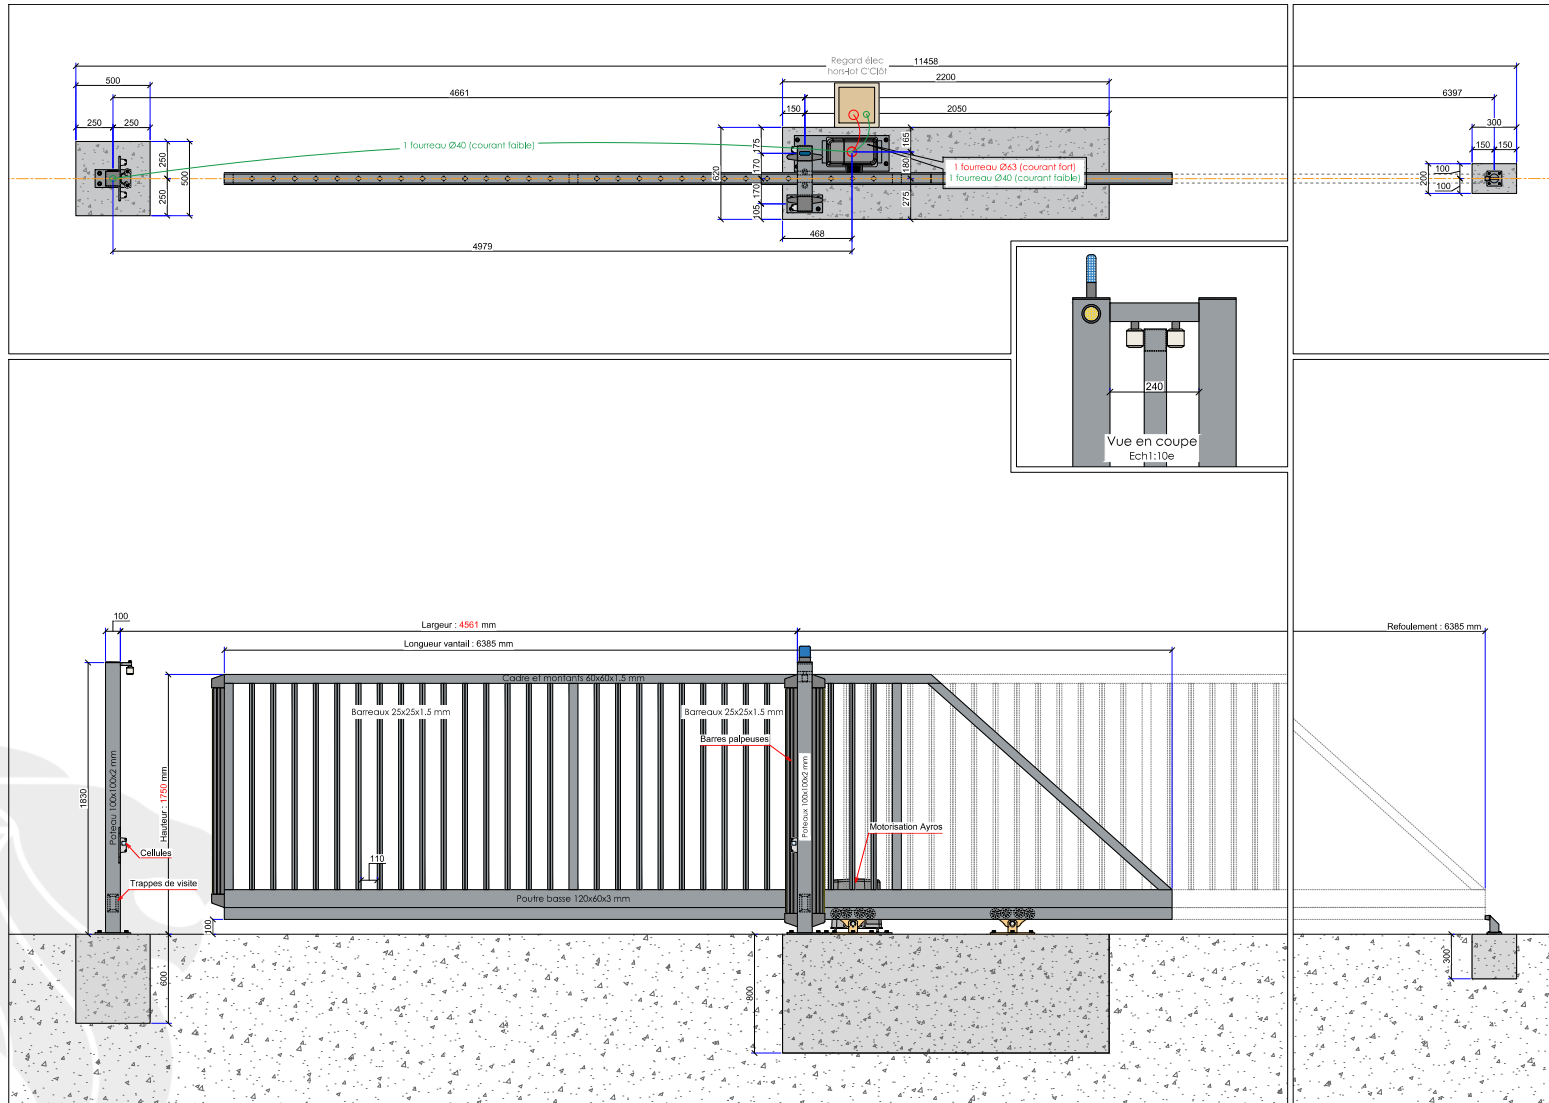 Regard élec
hors-lot C'Clôt
11458
500
2200
4661
6397
150
2050
250
250
300
150
150
1 fourreau Ø40 (courant faible)
250
500
250
175
170
620
170
105
165
180
275
1 fourreau Ø63 (courant fort)
1 fourreau Ø40 (courant faible)
100
200
100
468
4979
240
Vue en coupe
Ech1:10e
100
Largeur : 4561 mm
Refoulement : 6385 mm
Longueur vantail : 6385 mm
Cadre et montants 60x60x1.5 mm
Barreaux 25x25x1.5 mm
Barreaux 25x25x1.5 mm
Barres palpeuses
1830
Poteau 100x100x2 mm
Hauteur : 1750 mm
Poteaux 100x100x2 mm
Motorisation Ayros
Cellules
110
Trappes de visite
Poutre basse 120x60x3 mm
100
600
800
300